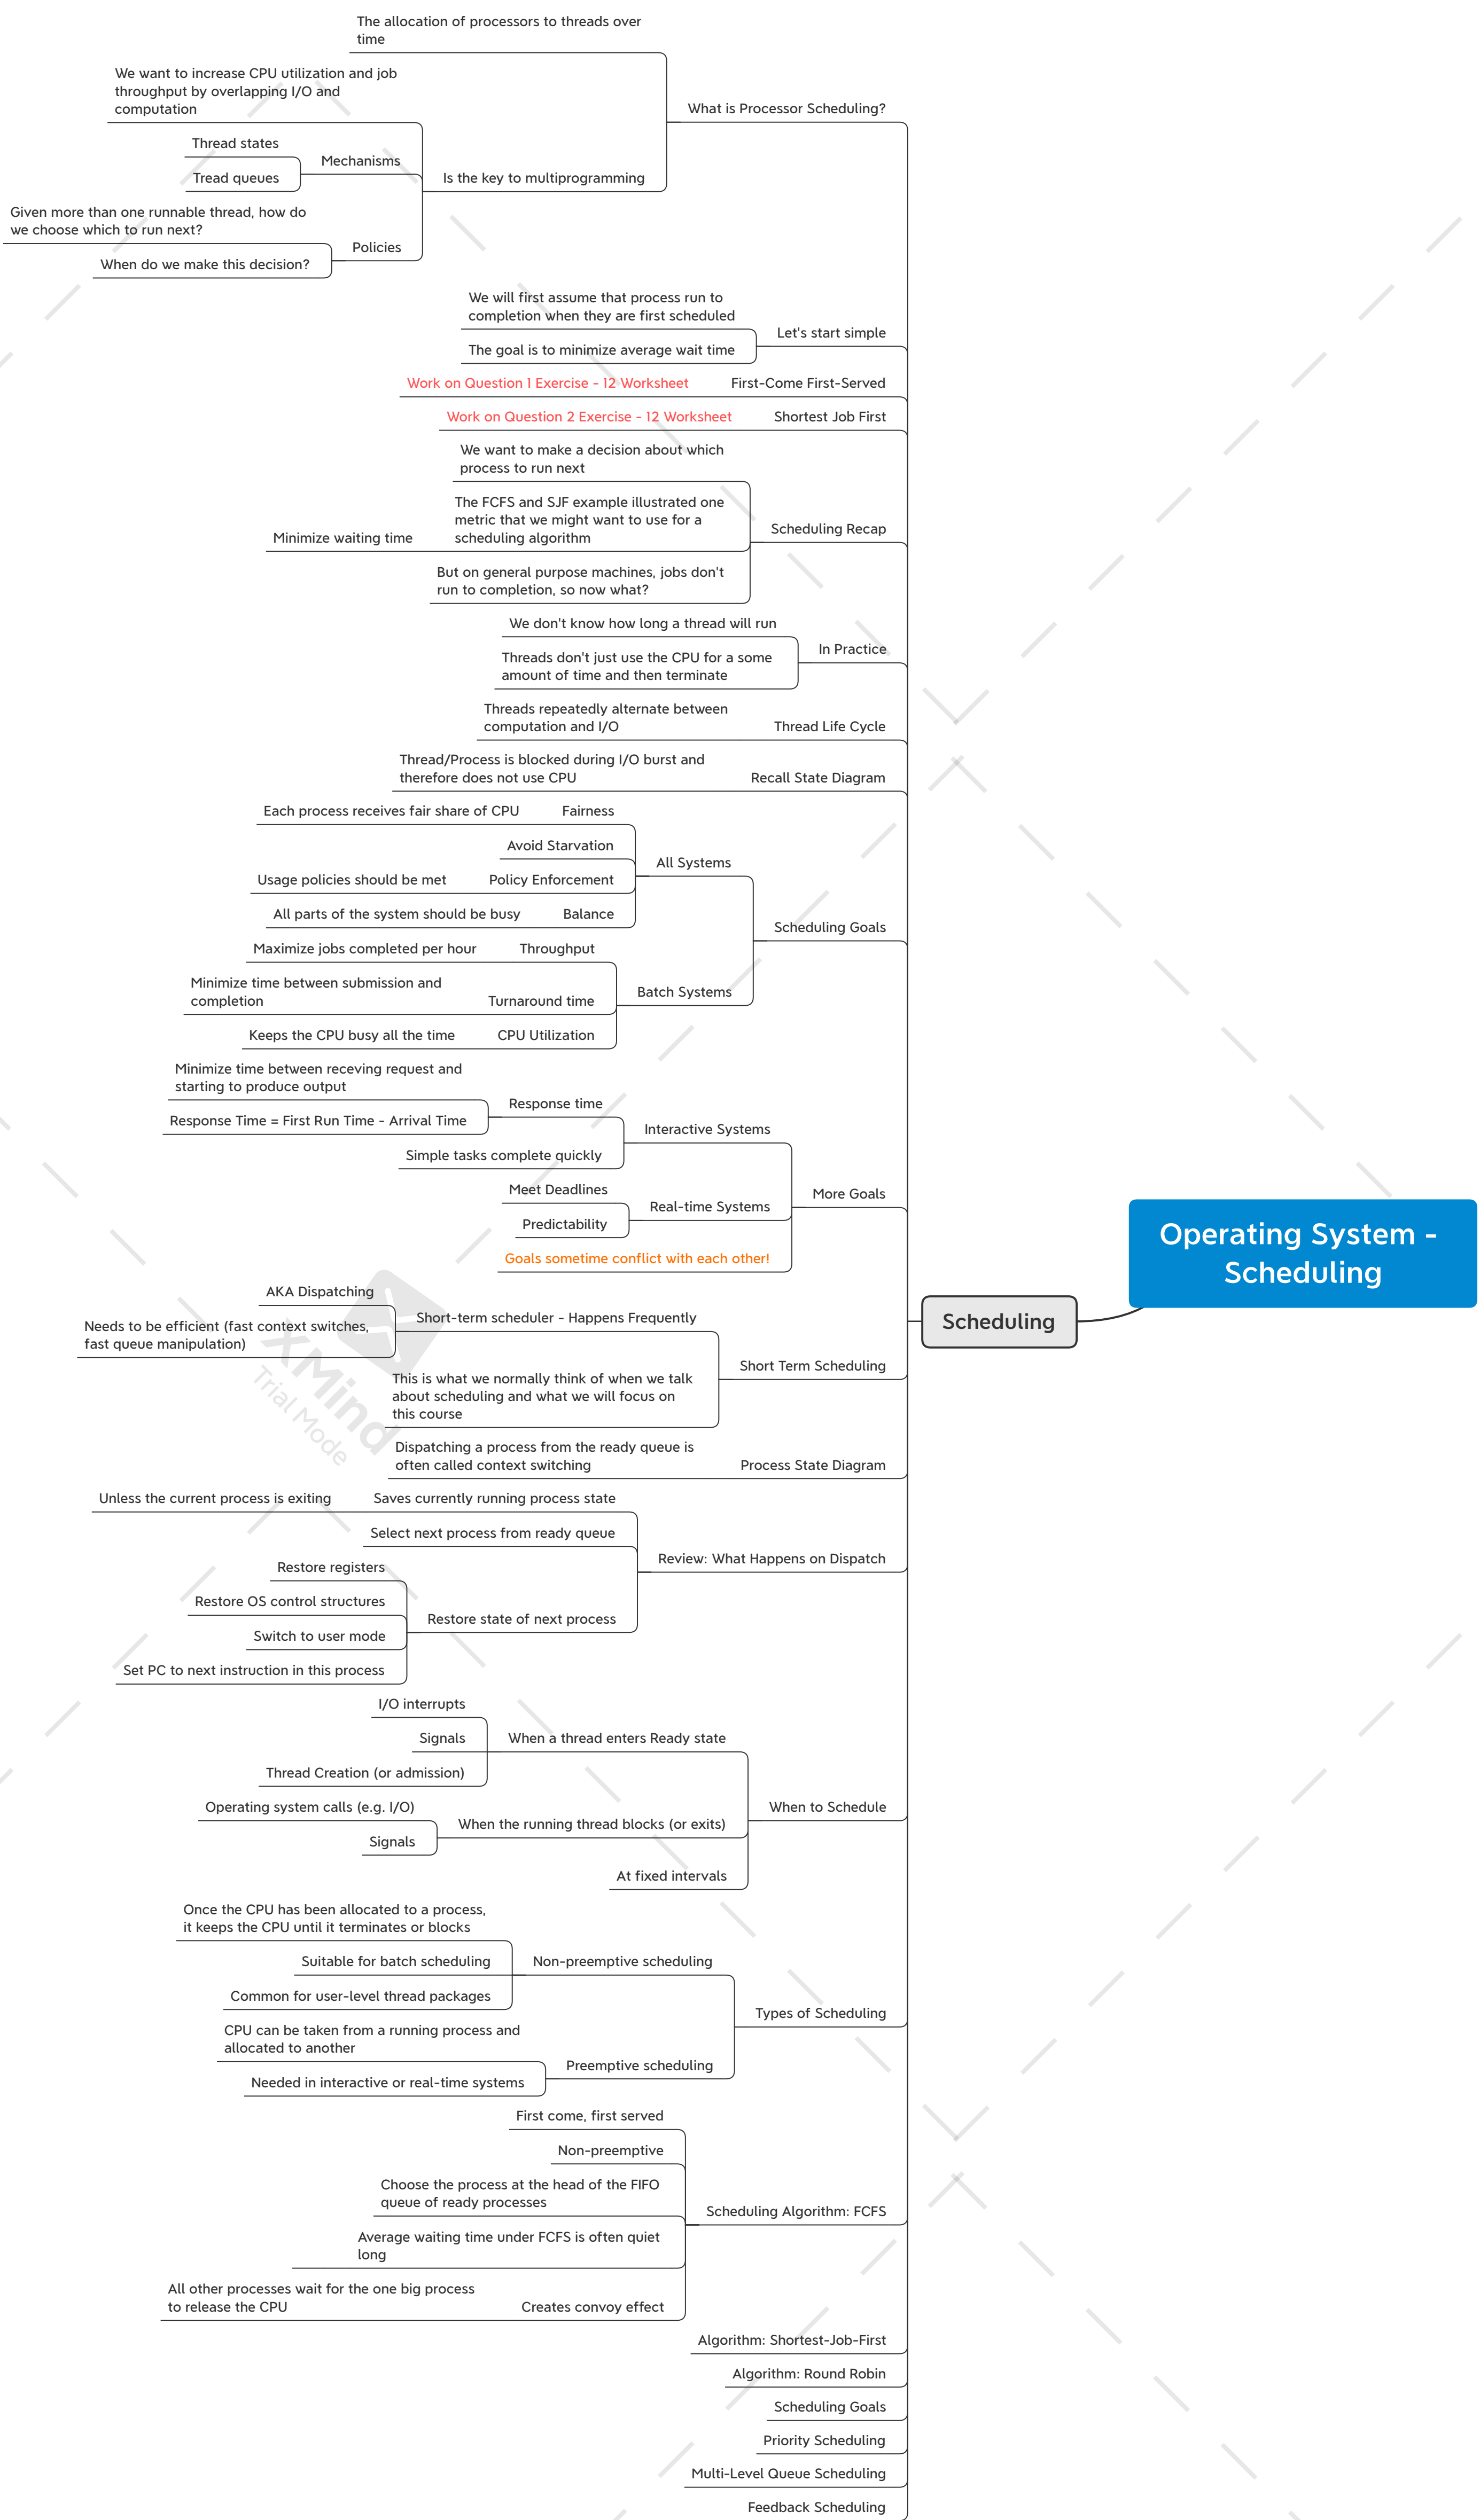 The allocation of processors to threads over
time
We want to increase CPU utilization and job
throughput by overlapping I/O and
computation
What is Processor Scheduling?
Thread states
Mechanisms
Tread queues
Is the key to multiprogramming
Given more than one runnable thread, how do
we choose which to run next?
Policies
When do we make this decision?
We will first assume that process run to
completion when they are first scheduled
Let's start simple
The goal is to minimize average wait time
Work on Question 1 Exercise - 12 Worksheet
First-Come First-Served
Work on Question 2 Exercise - 12 Worksheet
Shortest Job First
We want to make a decision about which
process to run next
The FCFS and SJF example illustrated one
metric that we might want to use for a
scheduling algorithm
Minimize waiting time
Scheduling Recap
But on general purpose machines, jobs don't
run to completion, so now what?
We don't know how long a thread will run
In Practice
Threads don't just use the CPU for a some
amount of time and then terminate
Threads repeatedly alternate between
computation and I/O
Thread Life Cycle
Thread/Process is blocked during I/O burst and
therefore does not use CPU
Recall State Diagram
Each process receives fair share of CPU
Fairness
Avoid Starvation
All Systems
Usage policies should be met
Policy Enforcement
All parts of the system should be busy
Balance
Scheduling Goals
Maximize jobs completed per hour
Throughput
Minimize time between submission and
completion
Turnaround time
Batch Systems
Keeps the CPU busy all the time
CPU Utilization
Minimize time between receving request and
starting to produce output
Response time
Response Time = First Run Time - Arrival Time
Interactive Systems
Simple tasks complete quickly
Meet Deadlines
More Goals
Real-time Systems
Predictability
Goals sometime conflict with each other!
Operating System -
Scheduling
Scheduling
AKA Dispatching
Short-term scheduler - Happens Frequently
Needs to be efficient (fast context switches,
fast queue manipulation)
Short Term Scheduling
This is what we normally think of when we talk
about scheduling and what we will focus on
this course
XMind
Trial Mode
Dispatching a process from the ready queue is
often called context switching
Process State Diagram
Unless the current process is exiting
Saves currently running process state
Select next process from ready queue
Review: What Happens on Dispatch
Restore registers
Restore OS control structures
Restore state of next process
Switch to user mode
Set PC to next instruction in this process
I/O interrupts
Signals
When a thread enters Ready state
Thread Creation (or admission)
When to Schedule
Operating system calls (e.g. I/O)
When the running thread blocks (or exits)
Signals
At fixed intervals
Once the CPU has been allocated to a process,
it keeps the CPU until it terminates or blocks
Suitable for batch scheduling
Non-preemptive scheduling
Common for user-level thread packages
Types of Scheduling
CPU can be taken from a running process and
allocated to another
Preemptive scheduling
Needed in interactive or real-time systems
First come, first served
Non-preemptive
Choose the process at the head of the FIFO
queue of ready processes
Scheduling Algorithm: FCFS
Average waiting time under FCFS is often quiet
long
All other processes wait for the one big process
to release the CPU
Creates convoy effect
Algorithm: Shortest-Job-First
Algorithm: Round Robin
Scheduling Goals
Priority Scheduling
Multi-Level Queue Scheduling
Feedback Scheduling